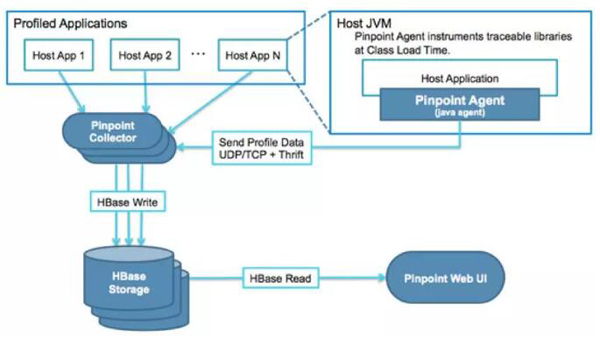 Profiled Applications
Host App 1
Host App 2
...
Host App N
Host JVM
Pinpoint Agent instruments traceable libraries
at Class Load Time.
Host Application
Pinpoint Agent
(java agent)
Pinpoint
Collector
Send Profile Data
UDP/TCP + Thrift
HBase Write
HBase
Storage
HBase Read
Pinpoint Web UI